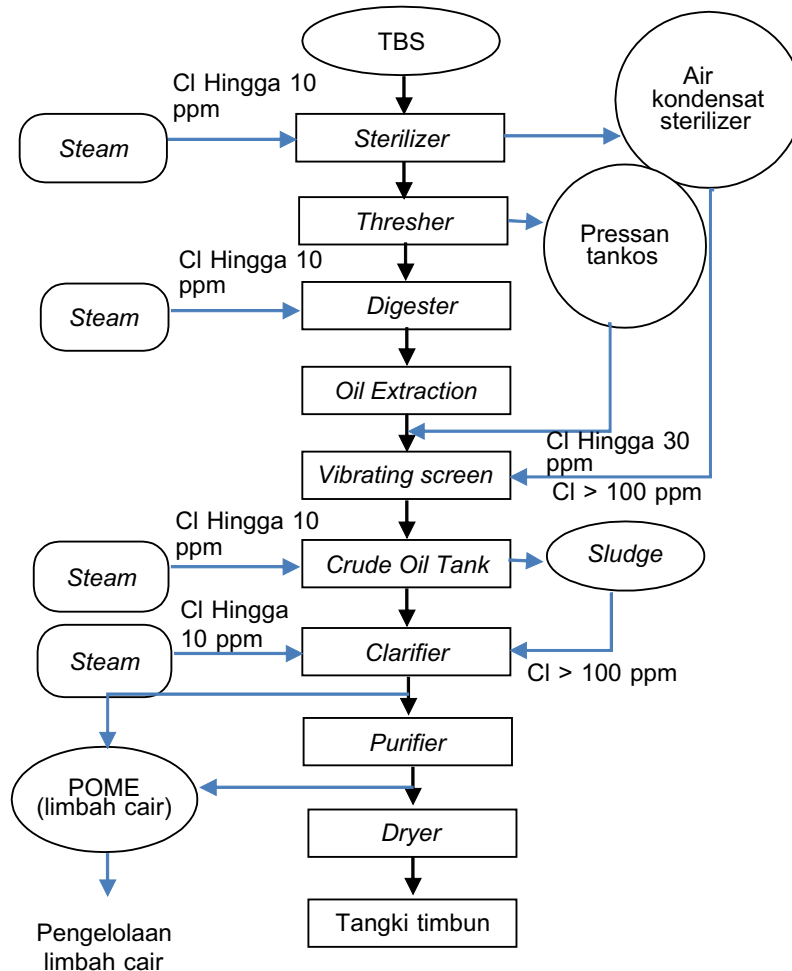 TBS
Cl Hingga 10
ppm
Air
kondensat
sterilizer
Steam
Sterilizer
Thresher
Pressan
tankos
Cl Hingga 10
ppm
Steam
Digester
Oil Extraction
Cl Hingga 30
ppm
Vibrating screen
Cl > 100 ppm
Cl Hingga 10
ppm
Steam
Crude Oil Tank
Sludge
Cl Hingga
10 ppm
Steam
Clarifier
Cl > 100 ppm
Purifier
POME
(limbah cair)
Dryer
Tangki timbun
Pengelolaan
limbah cair